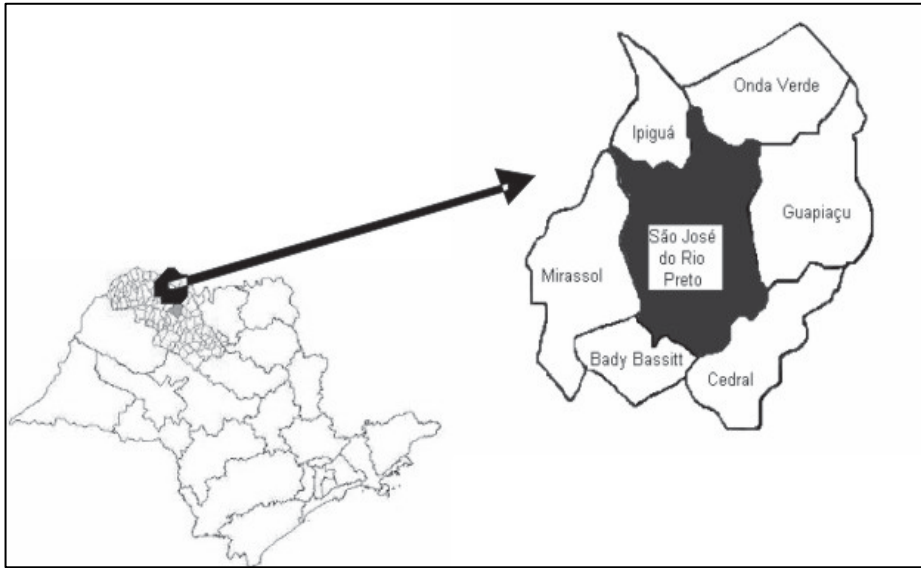 Onda Verde
Ipiguá
Guapiaçu
São José
do Rio
Preto
Mirassol
Bady Bassitt
Cedral